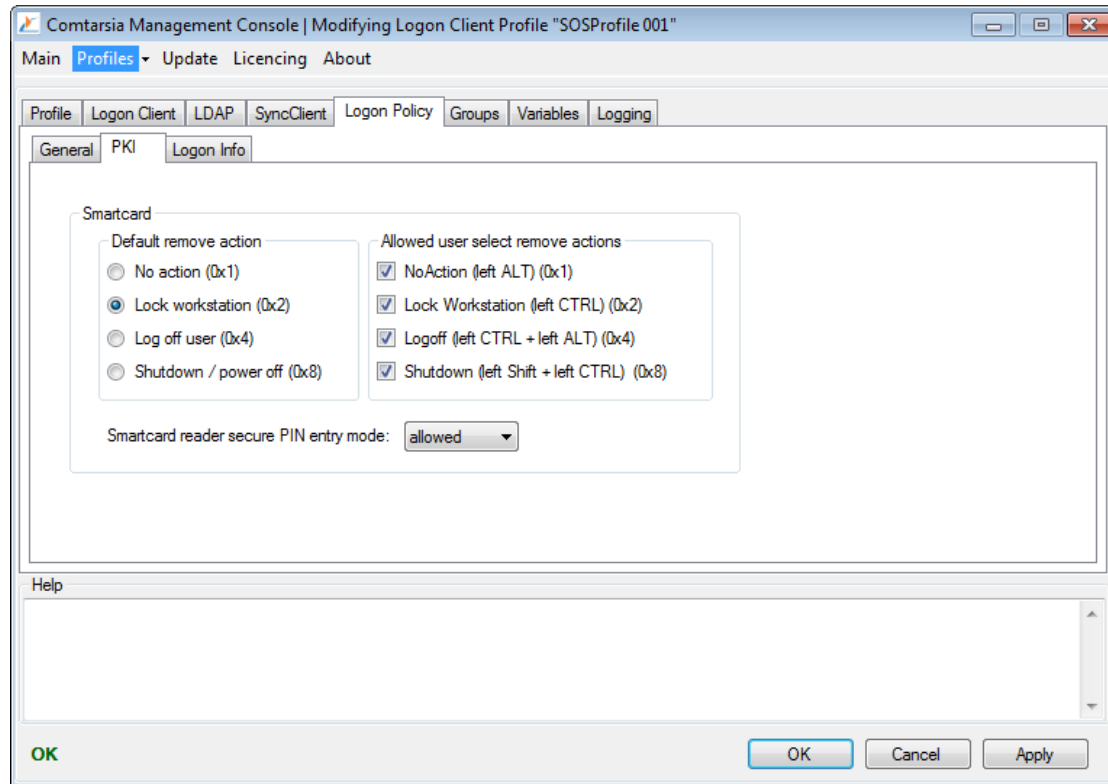 Comtarsia Management Console | Modifying Logon Client Profile "SOSProfile 001"
Main Profiles Update Licencing About
Profile Logon Client LDAP SyncClient Logon Policy Groups Variables Logging
General PKI Logon Info
Smartcard
Default remove action Allowed user select remove actions
No action (0x1) NoAction (left ALT) (0x1)
Lock workstation (0x2) Lock Workstation (left CTRL) (0x2)
Log off user (0x4) Logoff (left CTRL + left ALT) (0x4)
Shutdown / power off (0x8) Shutdown (left Shift + left CTRL) (0x8)
Smartcard reader secure PIN entry mode: allowed
Help
OK OK Cancel Apply